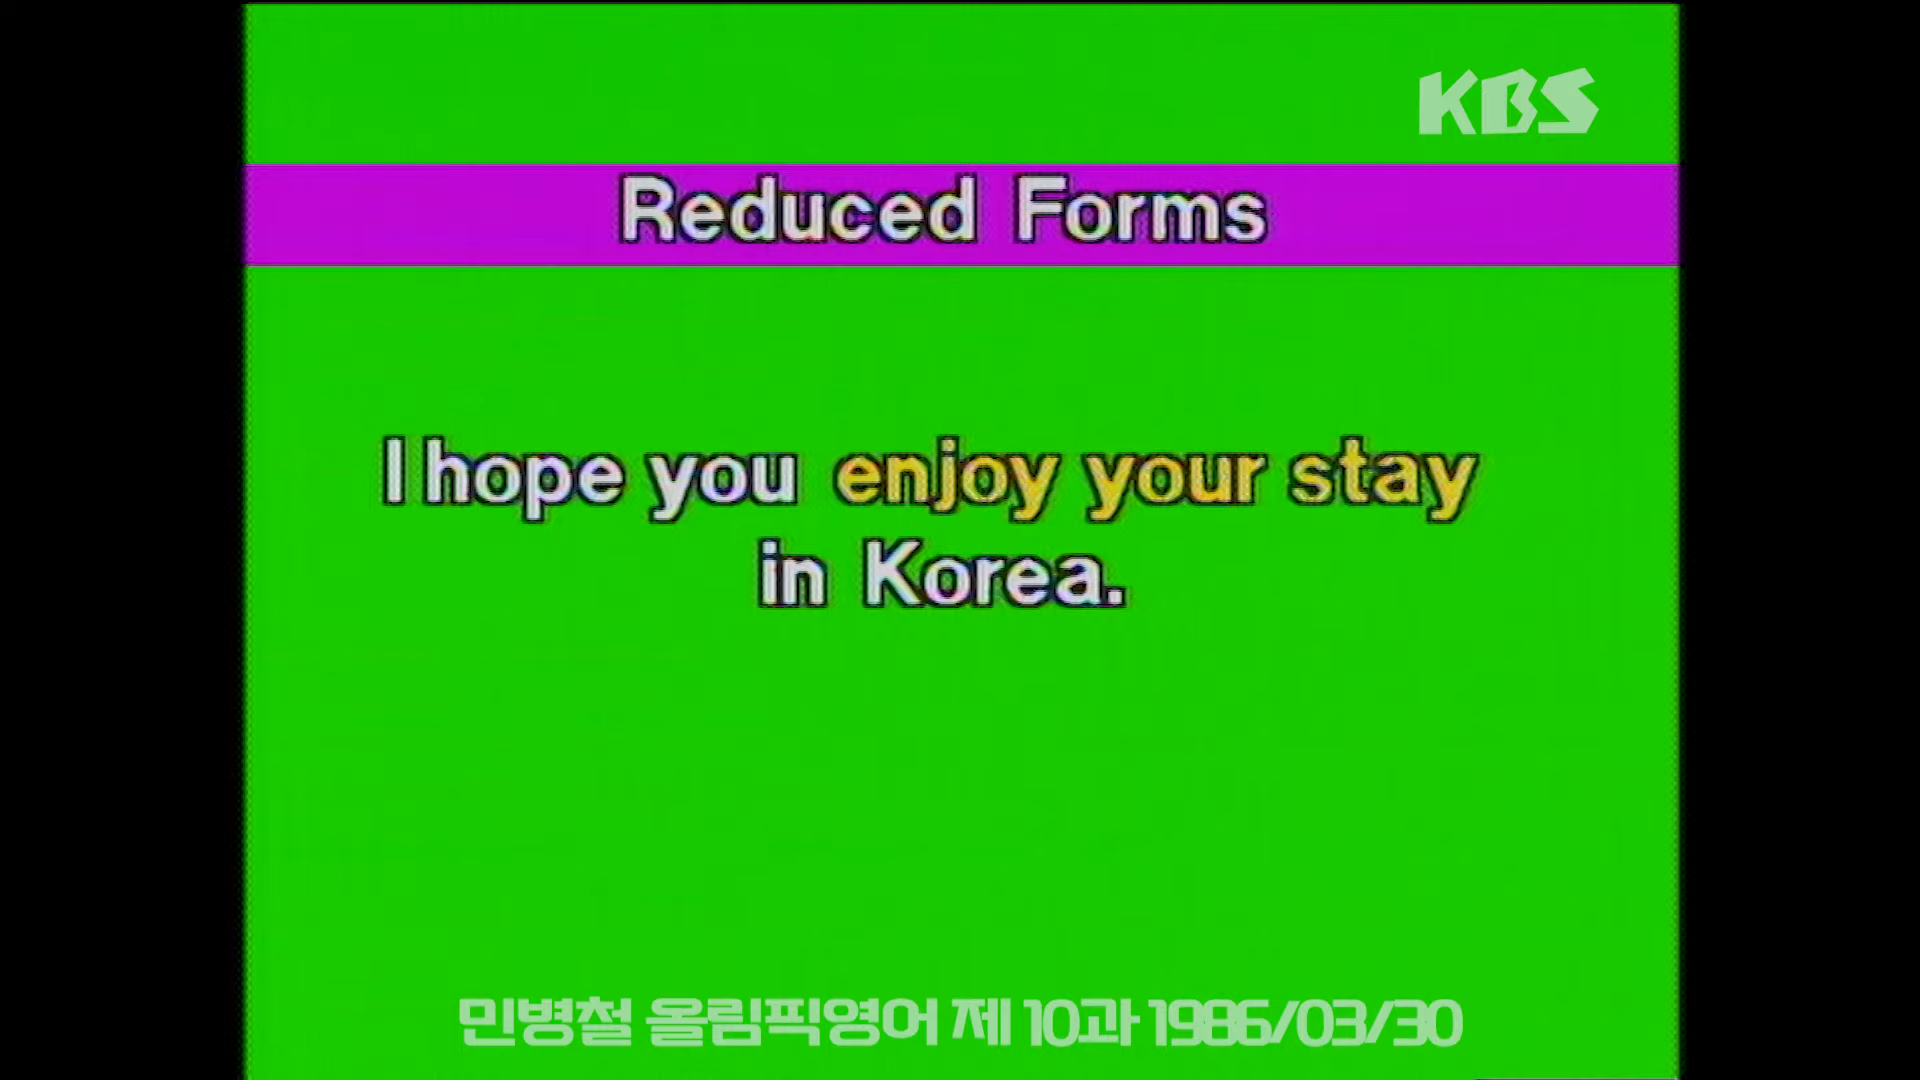 KBS
Reduced Forms
I hope you enjoy your stay
in Korea.
민병철 올림픽영어 제 10과 1986/03/30